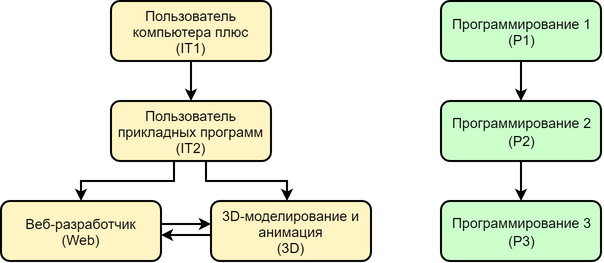 Пользователь
компьютера плюс
(IT1)
Программирование 1
(P1)
Пользователь
прикладных программ
(IT2)
Программирование 2
(P2)
Веб-разработчик
(Web)
3D-моделирование и
анимация
(3D)
Программирование 3
(P3)